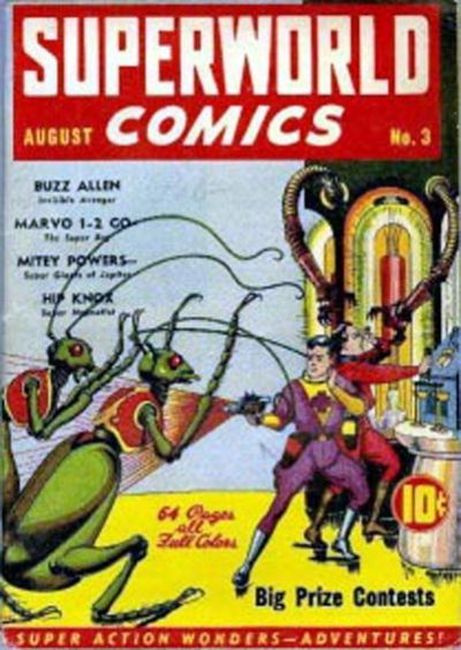 SUPERWORLD
COMICS
AUGUST
No. 3
BUZZ ALLEN
Invisible Avenger
MARVO 1-2 GO-
The Super Boy
MITEY POWERS—
Super Giants of Jupiter
HIP KNOX
Super Hypnotist
64 Pages
all
Full Colors
10¢
Big Prize Contests
SUPER ACTION WONDERS—ADVENTURES!